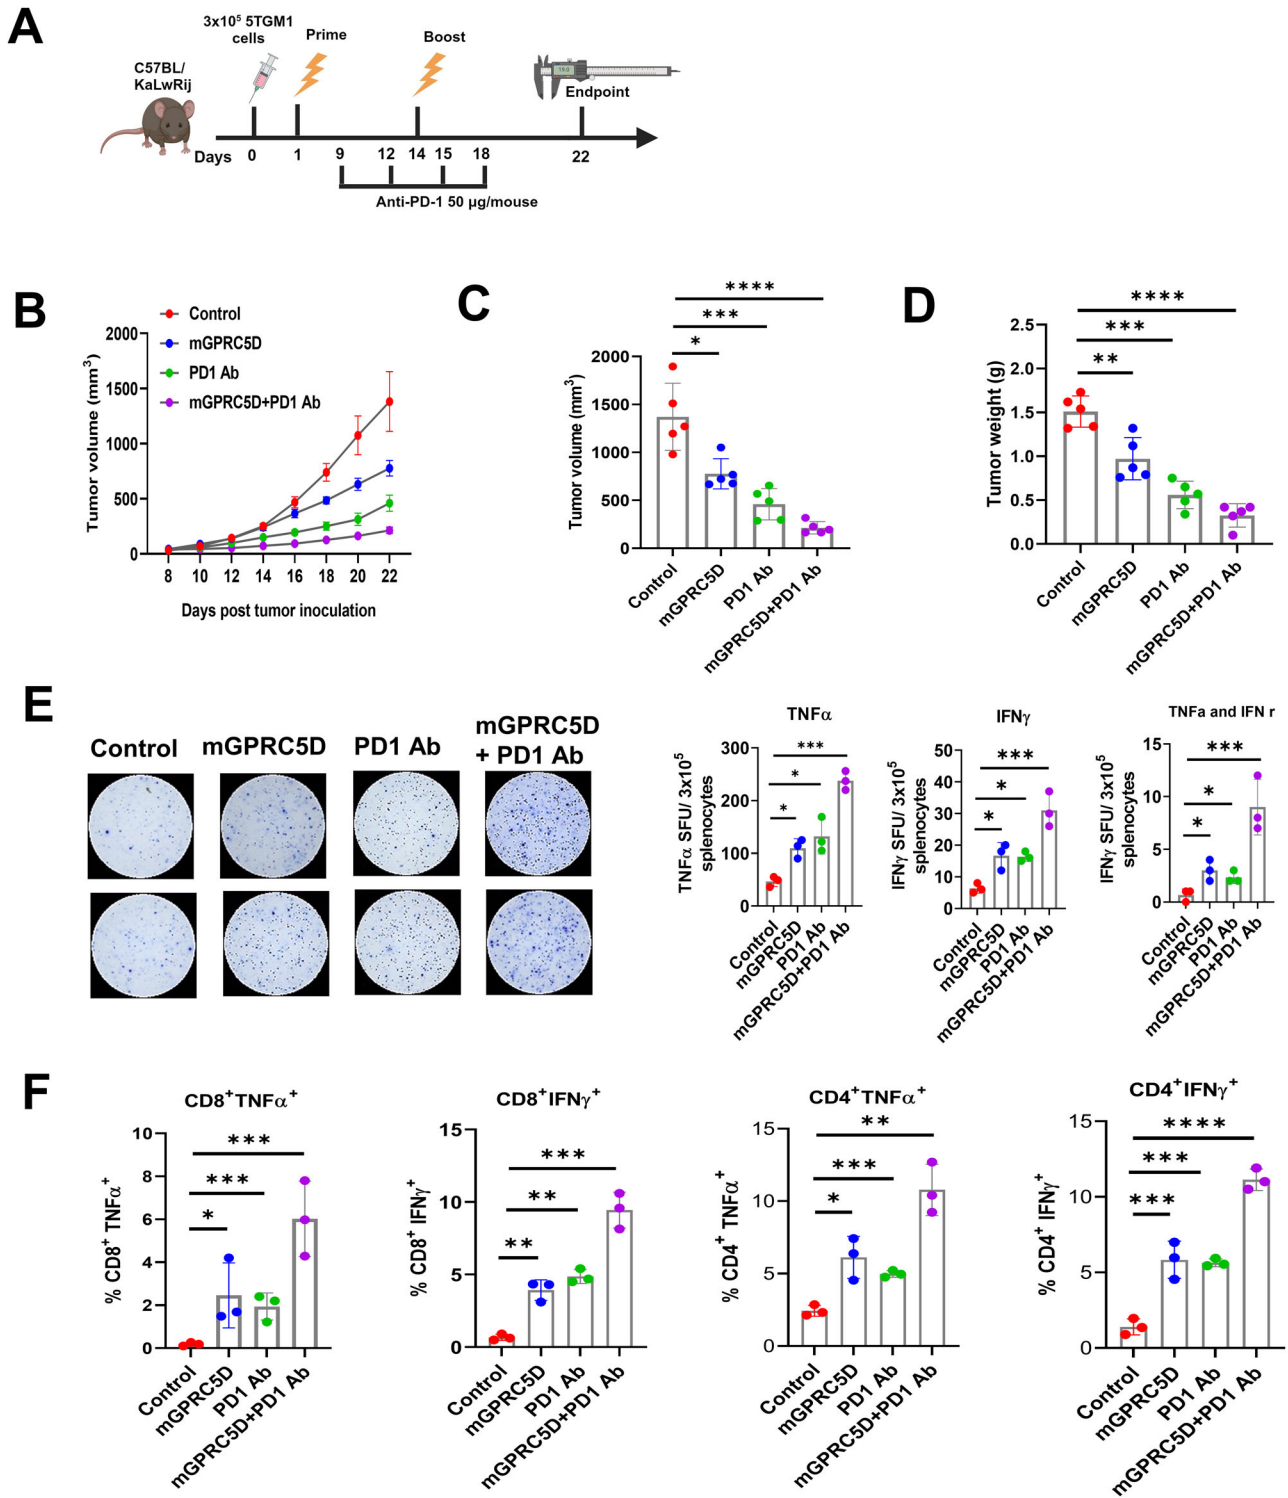 A
3x10⁵ 5TGM1
cells
Prime
Boost
C57BL/
KaLwRij
19.0
Endpoint
Days 0 1 9 12 14 15 18 22
Anti-PD-1 50 μg/mouse
B
Control
mGPRC5D
PD1 Ab
mGPRC5D+PD1 Ab
Tumor volume (mm³)
2000
1500
1000
500
0
8 10 12 14 16 18 20 22
Days post tumor inoculation
C
****
***
*
Tumor volume (mm³)
2000
1500
1000
500
0
Control
mGPRC5D
PD1 Ab
mGPRC5D+PD1 Ab
D
****
***
**
Tumor weight (g)
2.5
2.0
1.5
1.0
0.5
0.0
Control
mGPRC5D
PD1 Ab
mGPRC5D+PD1 Ab
E
Control
mGPRC5D
PD1 Ab
mGPRC5D
+ PD1 Ab
TNFα
***
*
*
TNFα SFU/ 3x10⁵
splenocytes
300
200
100
0
Control
mGPRC5D
PD1 Ab
mGPRC5D+PD1 Ab
IFNγ
***
*
*
IFNγ SFU/ 3x10⁵
splenocytes
50
40
30
20
10
0
Control
mGPRC5D
PD1 Ab
mGPRC5D+PD1 Ab
TNFa and IFN r
***
*
*
IFNγ SFU/ 3x10⁵
splenocytes
15
10
5
0
Control
mGPRC5D
PD1 Ab
mGPRC5D+PD1 Ab
F
CD8⁺TNFα⁺
***
***
*
% CD8⁺ TNFα⁺
10
8
6
4
2
0
Control
mGPRC5D
PD1 Ab
mGPRC5D+PD1 Ab
CD8⁺IFNγ⁺
***
**
**
% CD8⁺ IFNγ⁺
15
10
5
0
Control
mGPRC5D
PD1 Ab
mGPRC5D+PD1 Ab
CD4⁺TNFα⁺
**
***
*
% CD4⁺ TNFα⁺
15
10
5
0
Control
mGPRC5D
PD1 Ab
mGPRC5D+PD1 Ab
CD4⁺IFNγ⁺
****
***
***
% CD4⁺ IFNγ⁺
15
10
5
0
Control
mGPRC5D
PD1 Ab
mGPRC5D+PD1 Ab